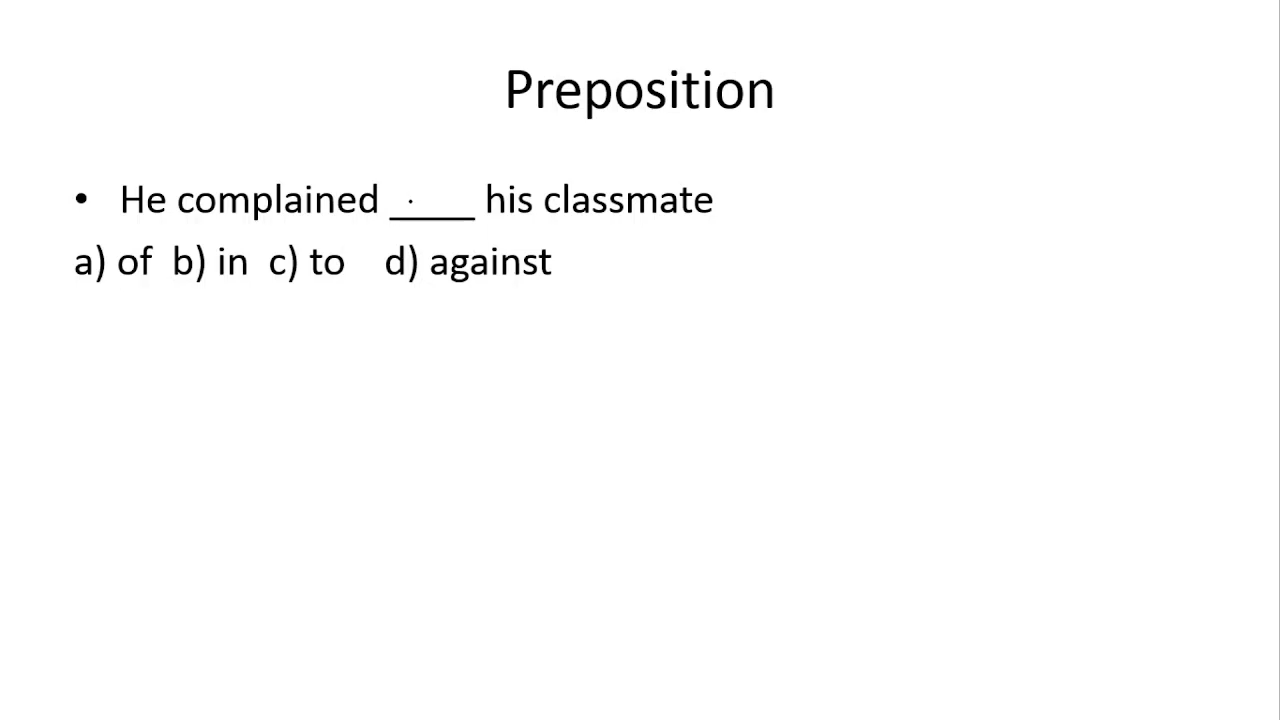 Preposition
• He complained ____ his classmate
a) of b) in c) to d) against